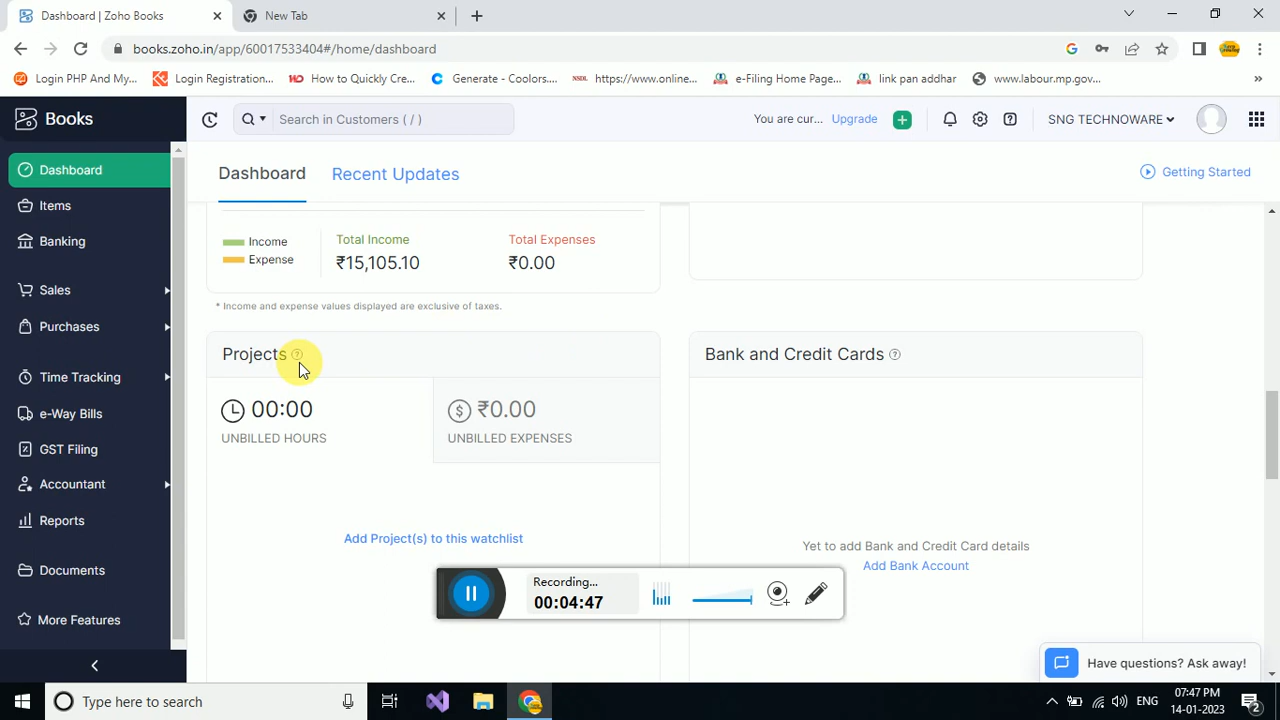 Dashboard | Zoho Books
New Tab
books.zoho.in/app/60017533404#/home/dashboard
Login PHP And My...
Login Registration...
How to Quickly Cre...
Generate - Coolors....
NSDL https://www.online...
e-Filing Home Page...
link pan addhar
www.labour.mp.gov...
»
Books
Search in Customers ( / )
You are cur... Upgrade
SNG TECHNOWARE
Dashboard
Items
Banking
Sales
Purchases
Time Tracking
e-Way Bills
GST Filing
Accountant
Reports
Documents
More Features
Dashboard
Recent Updates
Getting Started
Income
Expense
Total Income
₹15,105.10
Total Expenses
₹0.00
* Income and expense values displayed are exclusive of taxes.
Projects
00:00
UNBILLED HOURS
₹0.00
UNBILLED EXPENSES
Add Project(s) to this watchlist
Bank and Credit Cards
Yet to add Bank and Credit Card details
Add Bank Account
Recording...
00:04:47
Have questions? Ask away!
Type here to search
ENG
07:47 PM
14-01-2023
2